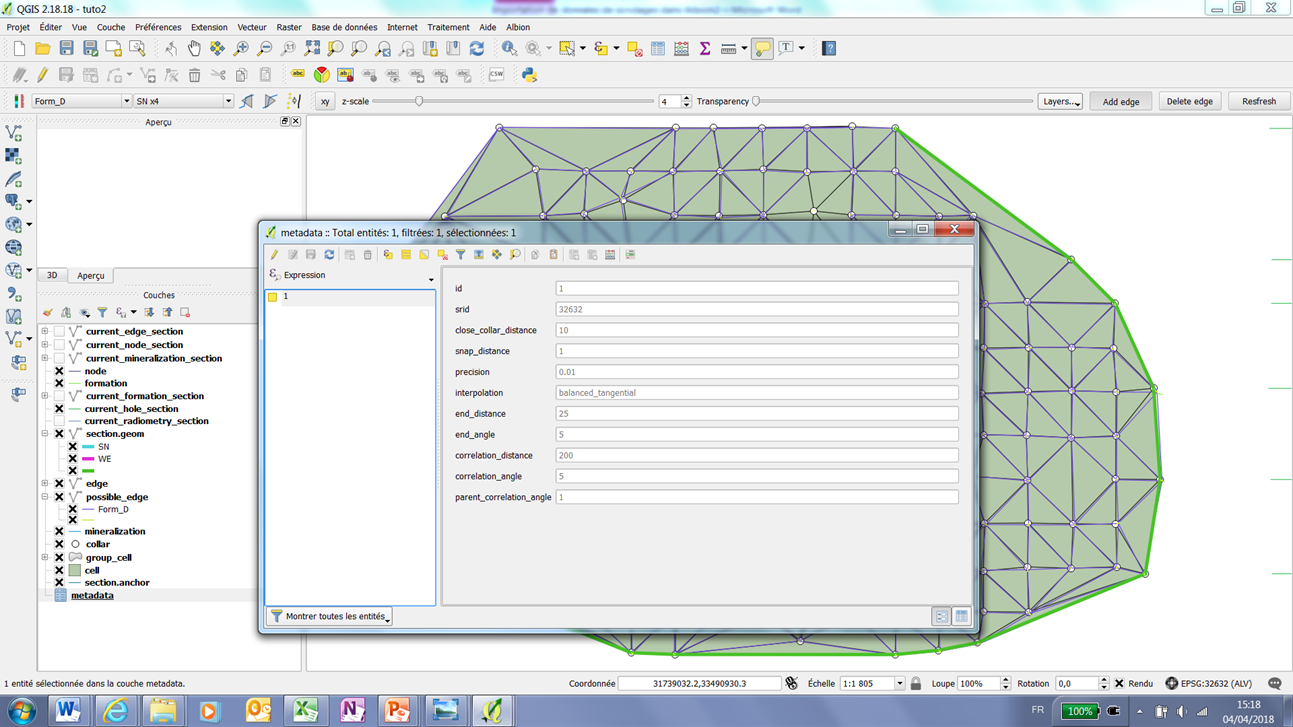 QGIS 2.18.18 - tuto2
Projet Éditer Vue Couche Préférences Extension Vecteur Raster Base de données Internet Traitement Aide Albion
Form_D SN x4 xy z-scale 4 Transparency Layers... Add edge Delete edge Resfresh
Aperçu
3D Aperçu
Couches
current_edge_section
current_node_section
current_mineralization_section
node
formation
current_formation_section
current_hole_section
current_radiometry_section
section.geom
SN
WE
edge
possible_edge
Form_D
mineralization
collar
group_cell
cell
section.anchor
metadata
metadata :: Total entités: 1, filtrées: 1, sélectionnées: 1
Expression
1
id 1
srid 32632
close_collar_distance 10
snap_distance 1
precision 0.01
interpolation balanced_tangential
end_distance 25
end_angle 5
correlation_distance 200
correlation_angle 5
parent_correlation_angle 1
Montrer toutes les entités
1 entité sélectionnée dans la couche metadata.
Coordonnée 31739032.2,33490930.3 Échelle 1:1 805 Loupe 100% Rotation 0,0 Rendu EPSG:32632 (ALV)
FR 100% 15:18
04/04/2018